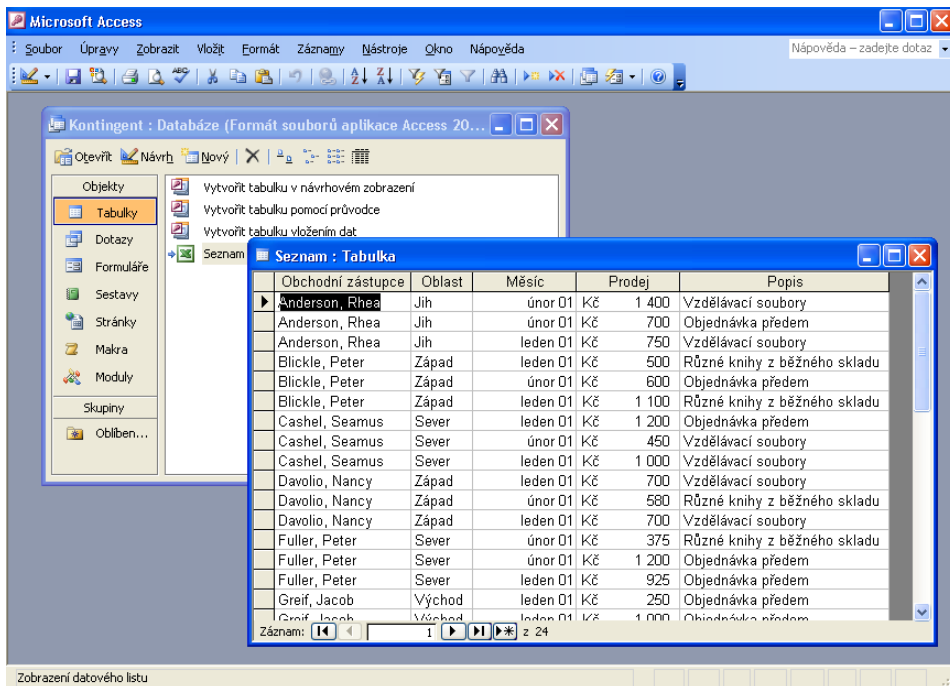 Microsoft Access
Soubor Úpravy Zobrazit Vložit Formát Záznamy Nástroje Okno Nápověda Nápověda – zadejte dotaz
Kontingent : Databáze (Formát souborů aplikace Access 20...
Otevřít Návrh Nový
Objekty
Tabulky
Dotazy
Formuláře
Sestavy
Stránky
Makra
Moduly
Skupiny
Oblíben...
Vytvořit tabulku v návrhovém zobrazení
Vytvořit tabulku pomocí průvodce
Vytvořit tabulku vložením dat
Seznam
Seznam : Tabulka
Obchodní zástupce Oblast Měsíc Prodej Popis
Anderson, Rhea Jih únor 01 Kč 1 400 Vzdělávací soubory
Anderson, Rhea Jih únor 01 Kč 700 Objednávka předem
Anderson, Rhea Jih leden 01 Kč 750 Vzdělávací soubory
Blickle, Peter Západ leden 01 Kč 500 Různé knihy z běžného skladu
Blickle, Peter Západ únor 01 Kč 600 Objednávka předem
Blickle, Peter Západ leden 01 Kč 1 100 Různé knihy z běžného skladu
Cashel, Seamus Sever leden 01 Kč 1 200 Objednávka předem
Cashel, Seamus Sever únor 01 Kč 450 Vzdělávací soubory
Cashel, Seamus Sever leden 01 Kč 1 000 Vzdělávací soubory
Davolio, Nancy Západ leden 01 Kč 700 Vzdělávací soubory
Davolio, Nancy Západ únor 01 Kč 580 Různé knihy z běžného skladu
Davolio, Nancy Západ leden 01 Kč 700 Vzdělávací soubory
Fuller, Peter Sever únor 01 Kč 375 Různé knihy z běžného skladu
Fuller, Peter Sever únor 01 Kč 1 200 Objednávka předem
Fuller, Peter Sever leden 01 Kč 925 Objednávka předem
Greif, Jacob Východ leden 01 Kč 250 Objednávka předem
Greif, Jacob Východ leden 01 Kč 1 000 Objednávka předem
Záznam: 1 z 24
Zobrazení datového listu